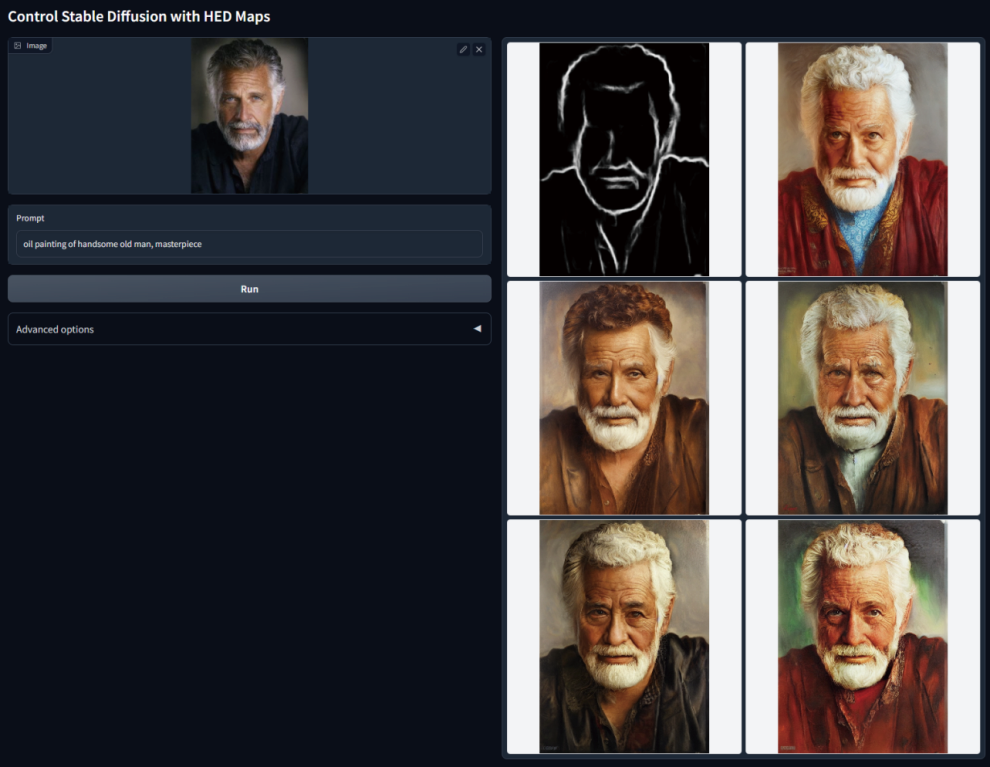 Control Stable Diffusion with HED Maps
Image
Prompt
oil painting of handsome old man, masterpiece
Run
Advanced options